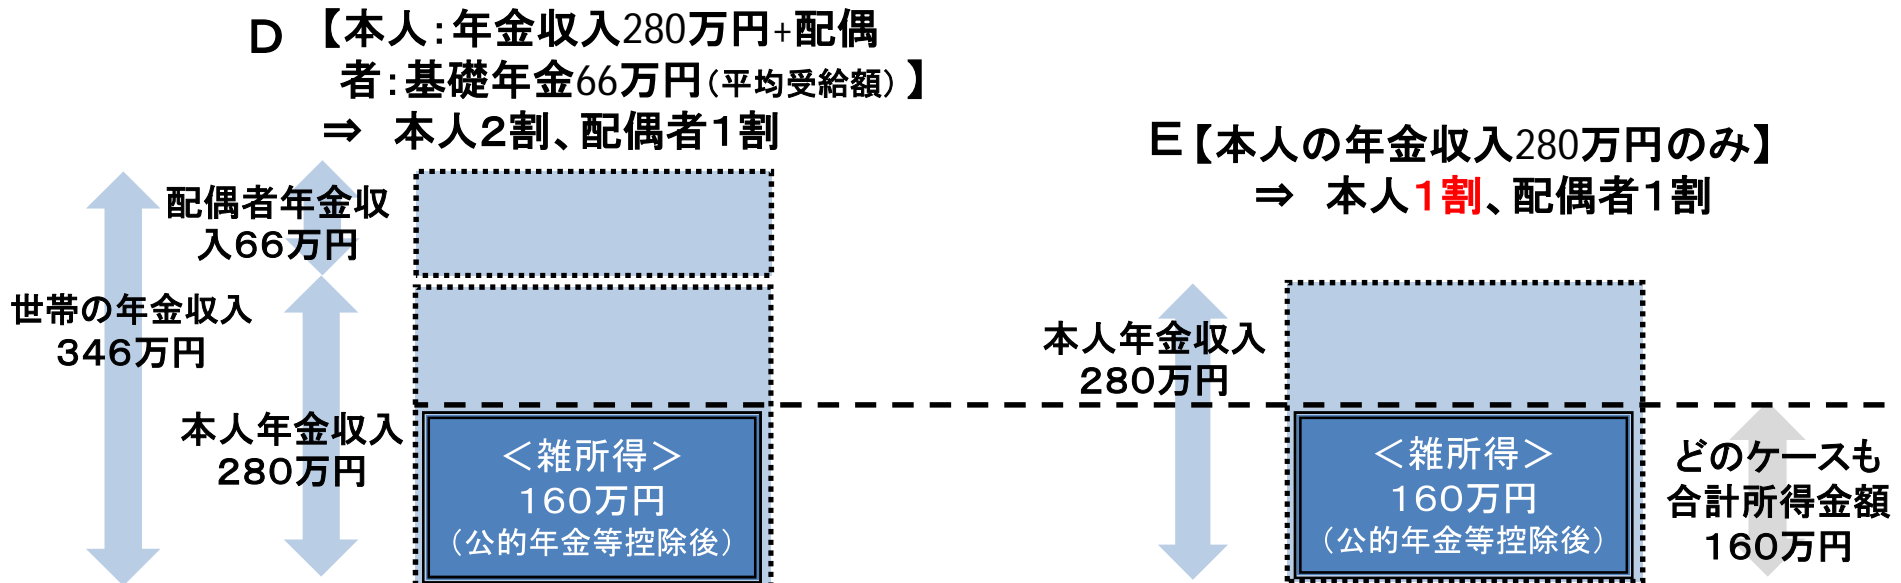 D 【本人：年金収入280万円+配偶
者：基礎年金66万円（平均受給額）】
⇒ 本人２割、配偶者１割
配偶者年金収
入６６万円
世帯の年金収入
３４６万円
本人年金収入
２８０万円
＜雑所得＞
１６０万円
（公的年金等控除後）
E【本人の年金収入280万円のみ】
⇒ 本人１割、配偶者１割
本人年金収入
２８０万円
＜雑所得＞
１６０万円
（公的年金等控除後）
どのケースも
合計所得金額
１６０万円